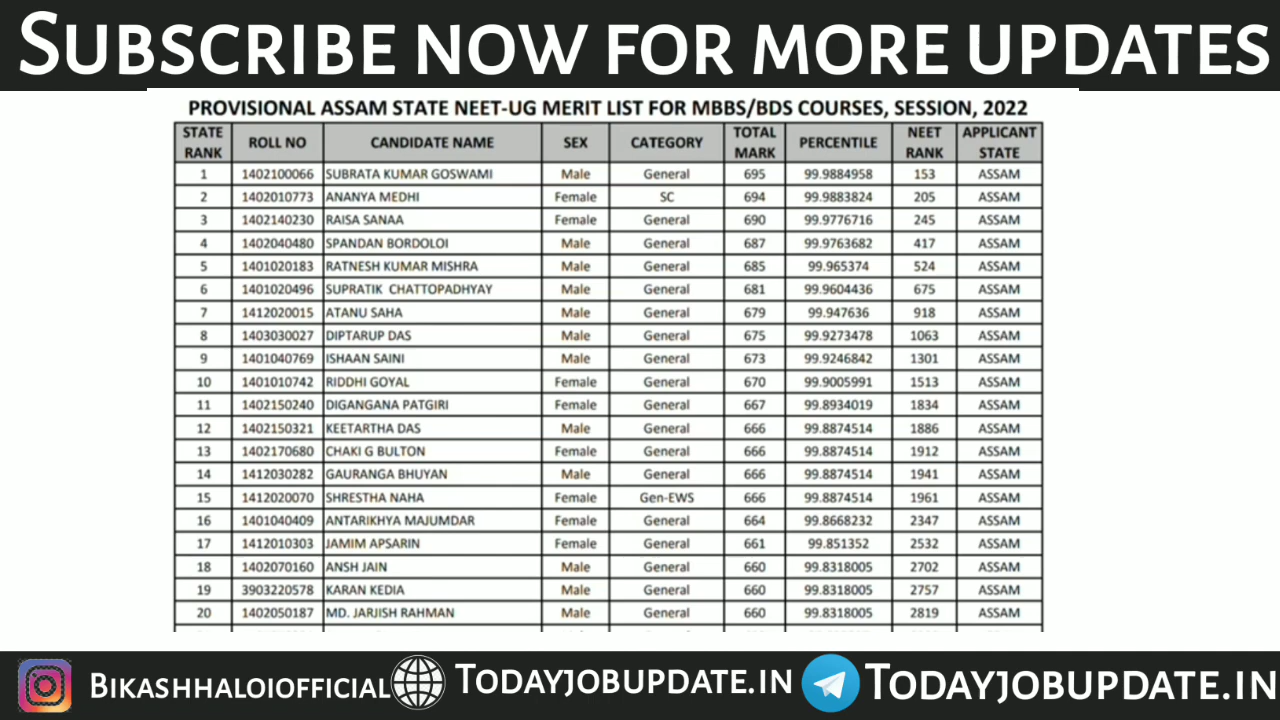 SUBSCRIBE NOW FOR MORE UPDATES
PROVISIONAL ASSAM STATE NEET-UG MERIT LIST FOR MBBS/BDS COURSES, SESSION, 2022
STATE RANK ROLL NO CANDIDATE NAME SEX CATEGORY TOTAL MARK PERCENTILE NEET RANK APPLICANT STATE
1 1402100066 SUBRATA KUMAR GOSWAMI Male General 695 99.9884958 153 ASSAM
2 1402010773 ANANYA MEDHI Female SC 694 99.9883824 205 ASSAM
3 1402140230 RAISA SANAA Female General 690 99.9776716 245 ASSAM
4 1402040480 SPANDAN BORDOLOI Male General 687 99.9763682 417 ASSAM
5 1401020183 RATNESH KUMAR MISHRA Male General 685 99.965374 524 ASSAM
6 1401020496 SUPRATIK CHATTOPADHYAY Male General 681 99.9604436 675 ASSAM
7 1412020015 ATANU SAHA Male General 679 99.947636 918 ASSAM
8 1403030027 DIPTARUP DAS Male General 675 99.9273478 1063 ASSAM
9 1401040769 ISHAAN SAINI Male General 673 99.9246842 1301 ASSAM
10 1401010742 RIDDHI GOYAL Female General 670 99.9005991 1513 ASSAM
11 1402150240 DIGANGANA PATGIRI Female General 667 99.8934019 1834 ASSAM
12 1402150321 KEETARTHA DAS Male General 666 99.8874514 1886 ASSAM
13 1402170680 CHAKI G BULTON Female General 666 99.8874514 1912 ASSAM
14 1412030282 GAURANGA BHUYAN Male General 666 99.8874514 1941 ASSAM
15 1412020070 SHRESTHA NAHA Female Gen-EWS 666 99.8874514 1961 ASSAM
16 1401040409 ANTARIKHYA MAJUMDAR Female General 664 99.8668232 2347 ASSAM
17 1412010303 JAMIM APSARIN Female General 661 99.851352 2532 ASSAM
18 1402070160 ANSH JAIN Male General 660 99.8318005 2702 ASSAM
19 3903220578 KARAN KEDIA Male General 660 99.8318005 2757 ASSAM
20 1402050187 MD. JARJISH RAHMAN Male General 660 99.8318005 2819 ASSAM
BIKASHHALOIOFFICIAL TODAYJOBUPDATE.IN TODAYJOBUPDATE.IN